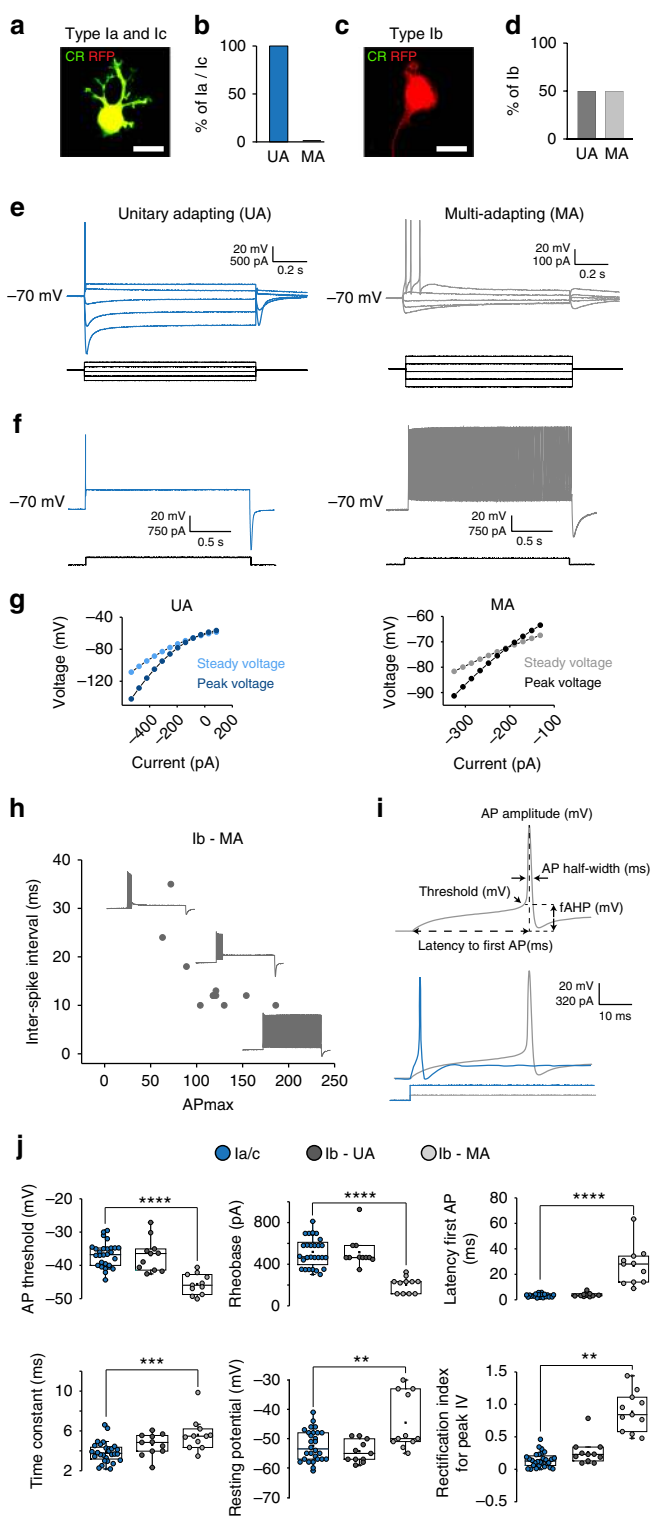 a
Type Ia and Ic
CR RFP
b
% of Ia / Ic
100
50
0
UA MA
c
Type Ib
CR RFP
d
% of Ib
100
50
0
UA MA
e
Unitary adapting (UA)
20 mV
500 pA
0.2 s
–70 mV
Multi-adapting (MA)
20 mV
100 pA
0.2 s
–70 mV
f
–70 mV
20 mV
750 pA
0.5 s
–70 mV
20 mV
750 pA
0.5 s
g
UA
Voltage (mV)
–40
–80
–120
Steady voltage
Peak voltage
–400
–200
0
200
Current (pA)
MA
Voltage (mV)
–60
–70
–80
–90
Steady voltage
Peak voltage
–300
–200
–100
Current (pA)
h
Ib - MA
Inter-spike interval (ms)
40
30
20
10
0
0 50 100 150 200 250
APmax
i
AP amplitude (mV)
AP half-width (ms)
Threshold (mV)
fAHP (mV)
Latency to first AP(ms)
20 mV
320 pA
10 ms
j
Ia/c
Ib - UA
Ib - MA
AP threshold (mV)
–20
–30
–40
–50
****
Rheobase (pA)
800
400
0
****
Latency first AP
(ms)
80
60
40
20
0
****
Time constant (ms)
10
8
6
4
2
***
Resting potential (mV)
–30
–40
–50
–60
–70
**
Rectification index
for peak IV
1.5
1.0
0.5
0
–0.5
**